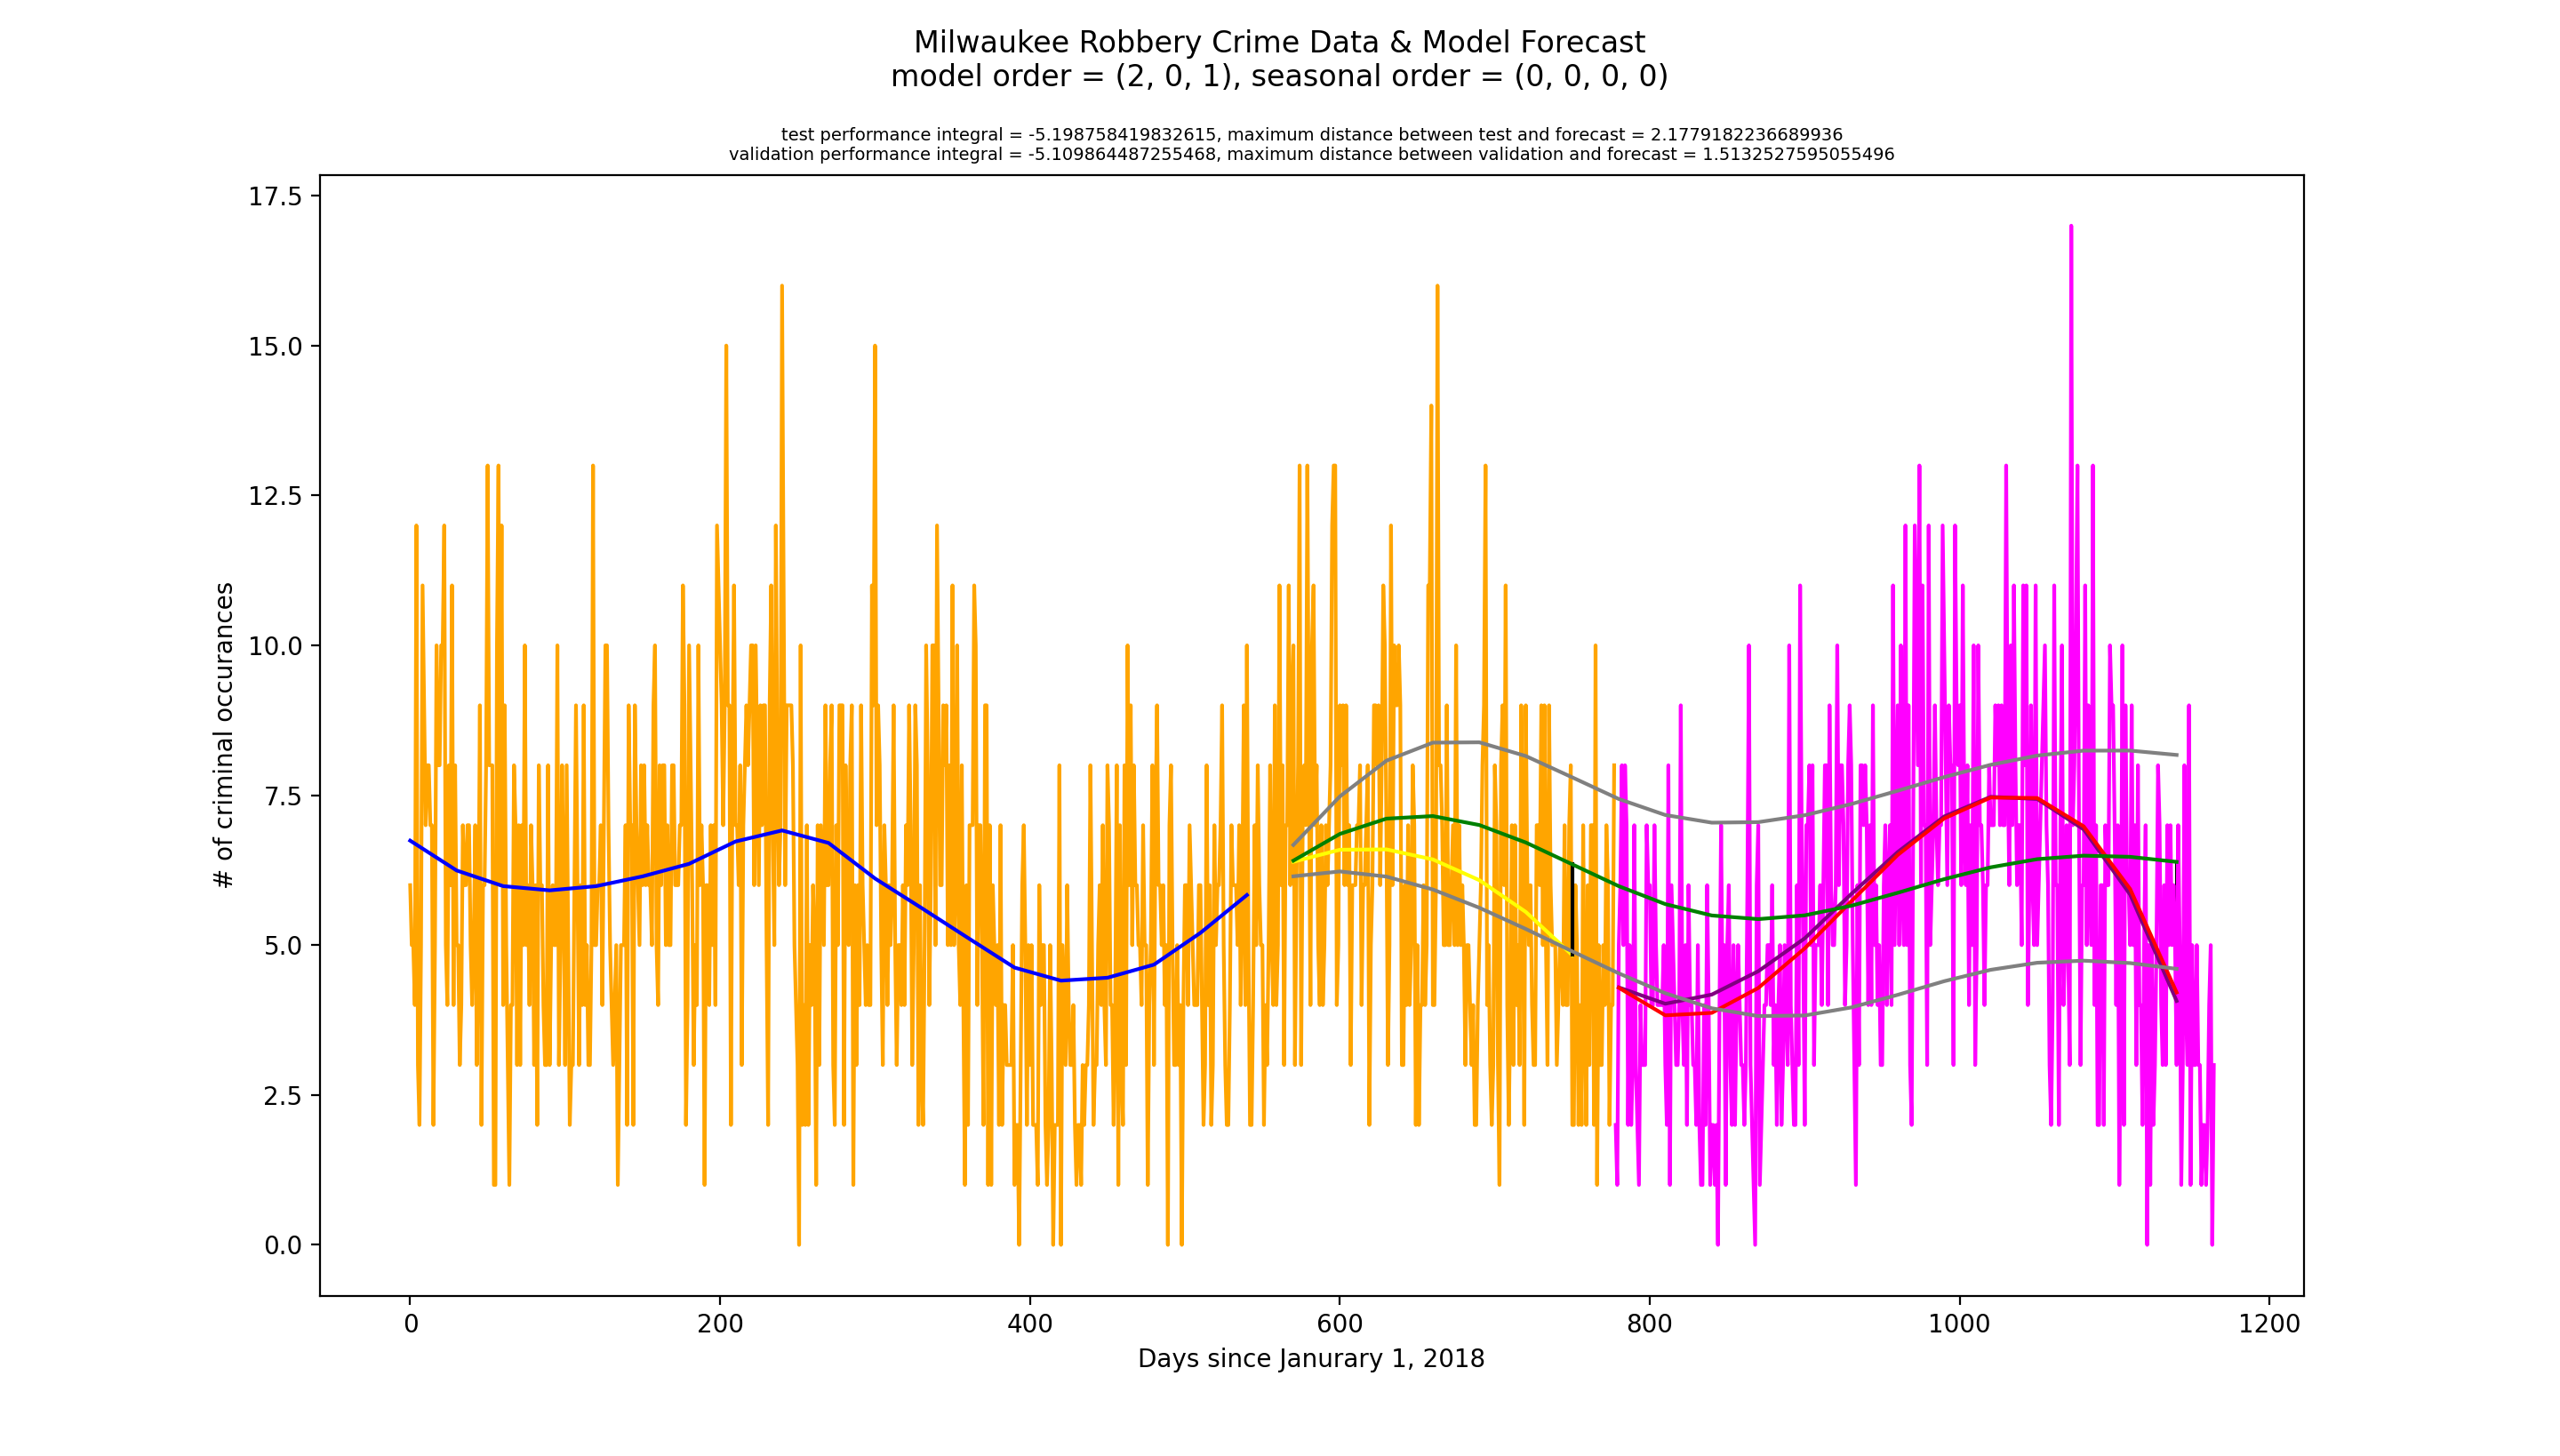 Milwaukee Robbery Crime Data & Model Forecast
model order = (2, 0, 1), seasonal order = (0, 0, 0, 0)
test performance integral = -5.198758419832615, maximum distance between test and forecast = 2.1779182236689936
validation performance integral = -5.109864487255468, maximum distance between validation and forecast = 1.5132527595055496
17.5
15.0
12.5
10.0
7.5
5.0
2.5
0.0
# of criminal occurances
0
200
400
600
800
1000
1200
Days since Janurary 1, 2018